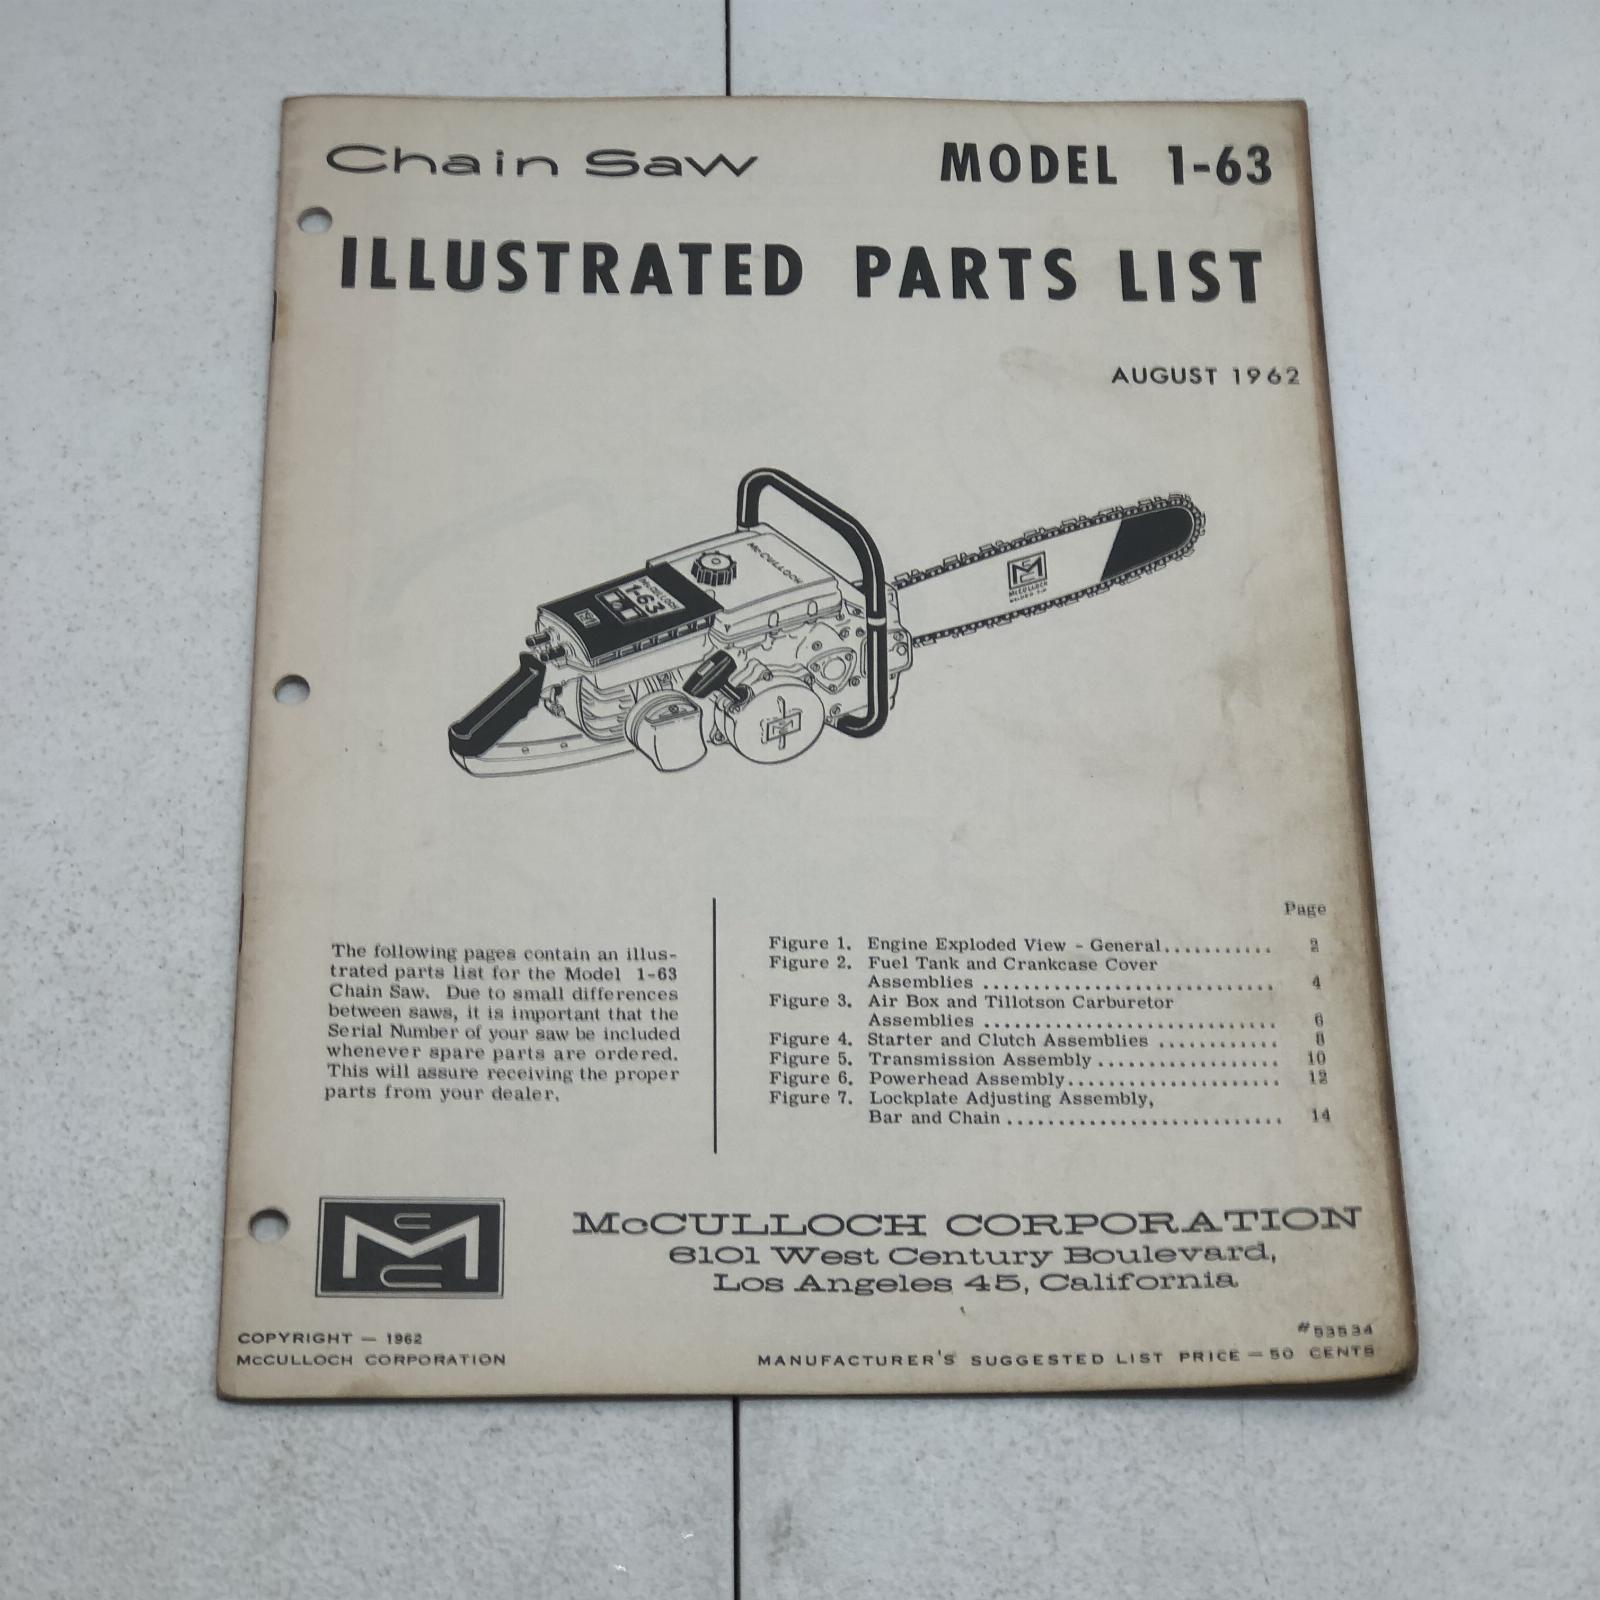 Chain Saw MODEL 1-63
ILLUSTRATED PARTS LIST
AUGUST 1962
McCULLOCH
McCULLOCH
1-63
McCULLOCH
The following pages contain an illus-
trated parts list for the Model 1-63
Chain Saw. Due to small differences
between saws, it is important that the
Serial Number of your saw be included
whenever spare parts are ordered.
This will assure receiving the proper
parts from your dealer.
Page
Figure 1. Engine Exploded View - General........... 2
Figure 2. Fuel Tank and Crankcase Cover
Assemblies ............................ 4
Figure 3. Air Box and Tillotson Carburetor
Assemblies ............................ 6
Figure 4. Starter and Clutch Assemblies ............ 8
Figure 5. Transmission Assembly .................. 10
Figure 6. Powerhead Assembly..................... 12
Figure 7. Lockplate Adjusting Assembly,
Bar and Chain .......................... 14
McCULLOCH CORPORATION
6101 West Century Boulevard,
Los Angeles 45, California
#53534
COPYRIGHT — 1962
McCULLOCH CORPORATION
MANUFACTURER'S SUGGESTED LIST PRICE — 50 CENTS